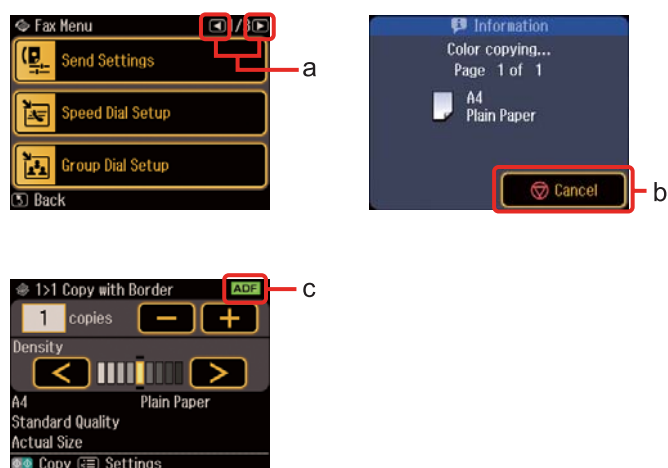 Fax Menu 1/3
Send Settings
Speed Dial Setup
Group Dial Setup
Back
a
Information
Color copying...
Page 1 of 1
A4
Plain Paper
Cancel
b
1>1 Copy with Border ADF
1 copies
Density
A4 Plain Paper
Standard Quality
Actual Size
Copy Settings
c